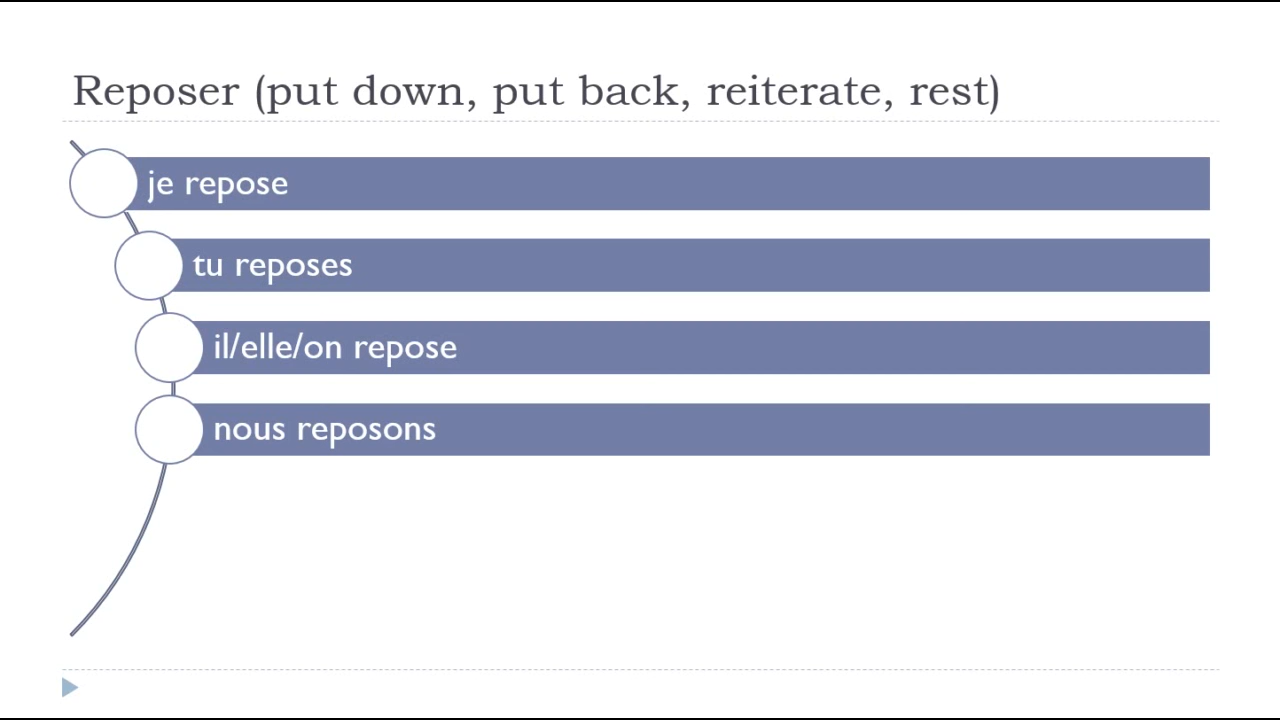 Reposer (put down, put back, reiterate, rest)
je repose
tu reposes
il/elle/on repose
nous reposons